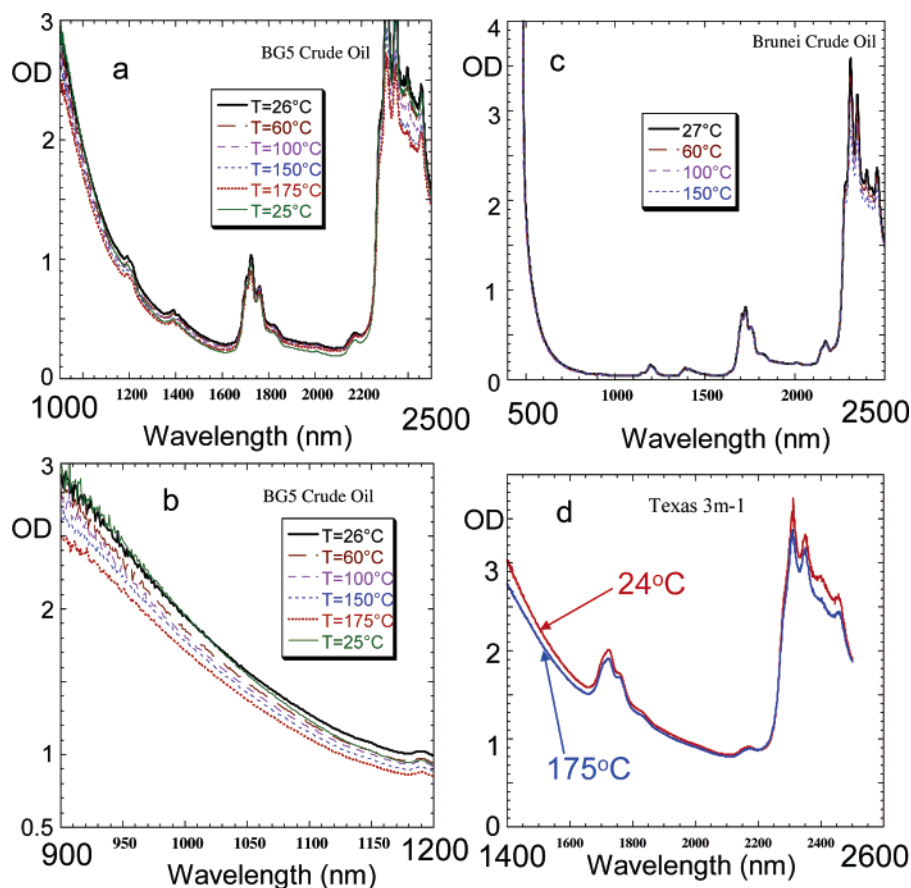 3
OD
2
1
0
a
BG5 Crude Oil
T=26°C
T=60°C
T=100°C
T=150°C
T=175°C
T=25°C
1000
1200
1400
1600
1800
2000
2200
2500
Wavelength (nm)
4
OD
3
2
1
0
c
Brunei Crude Oil
27°C
60°C
100°C
150°C
500
1000
1500
2000
2500
Wavelength (nm)
3
OD
2
1
0.5
b
BG5 Crude Oil
T=26°C
T=60°C
T=100°C
T=150°C
T=175°C
T=25°C
900
950
1000
1050
1100
1200
Wavelength (nm)
OD
3
2
1
0
d
Texas 3m-1
24°C
175°C
1400
1600
1800
2000
2200
2400
2600
Wavelength (nm)